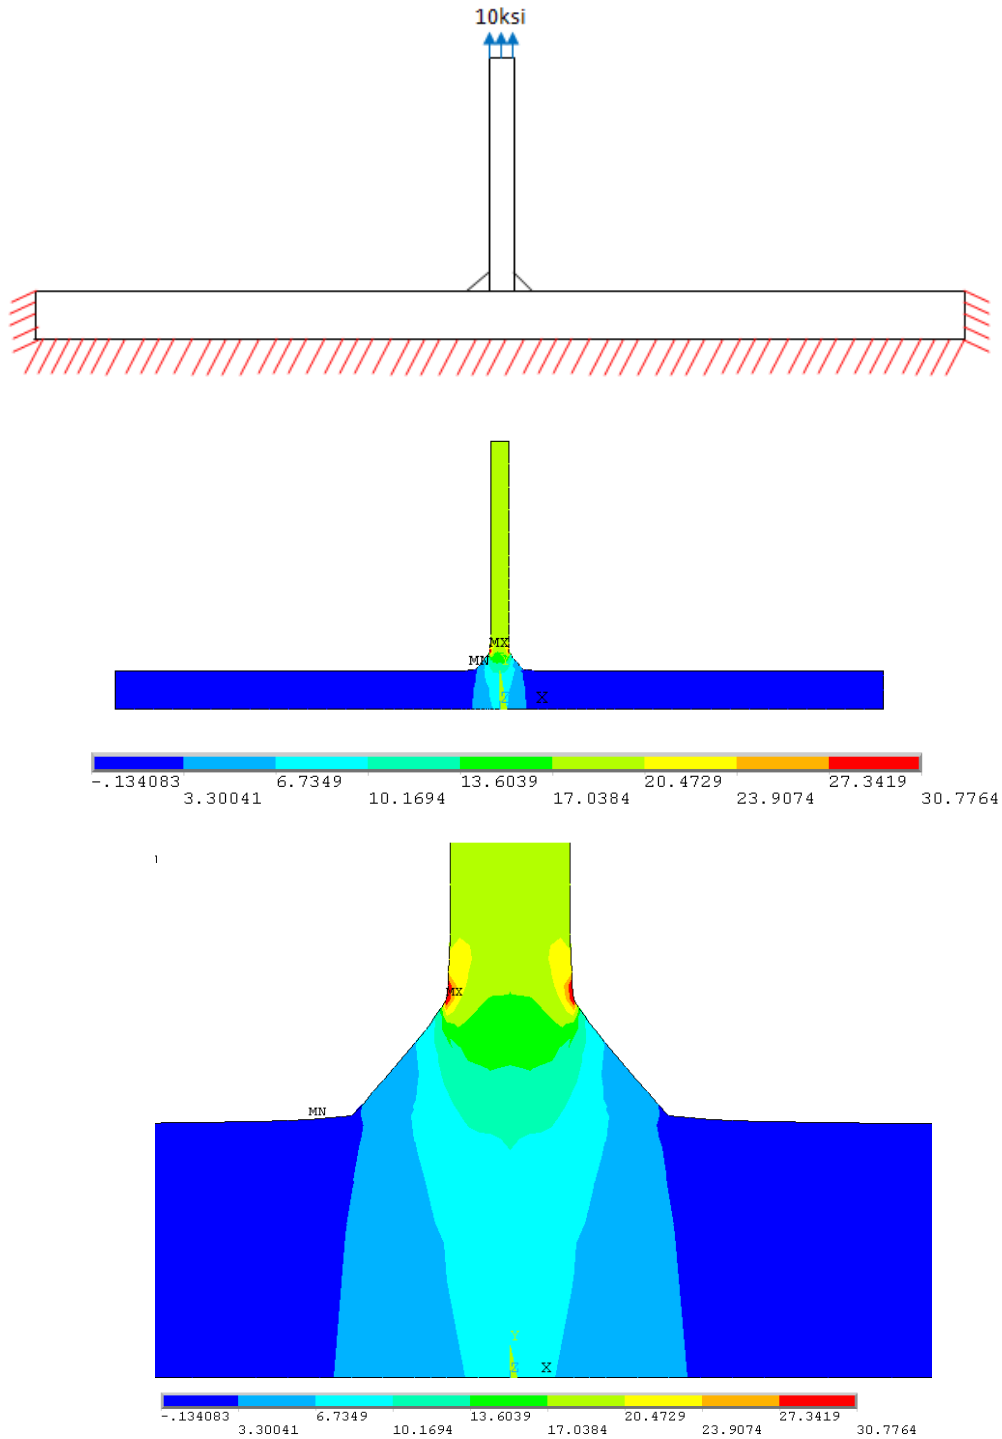 10ksi
MX
MN Y
Z X
-.134083 6.7349 13.6039 20.4729 27.3419
3.30041 10.1694 17.0384 23.9074 30.7764
MX
MN
Y
Z X
-.134083 6.7349 13.6039 20.4729 27.3419
3.30041 10.1694 17.0384 23.9074 30.7764